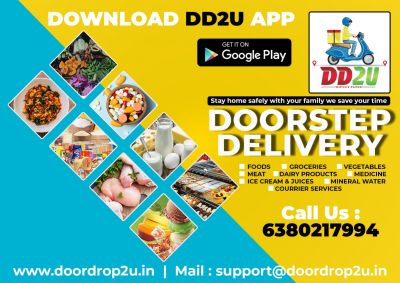 DOWNLOAD DD2U APP
GET IT ON
Google Play
DD2U
Stay home safely with your family we save your time
DOORSTEP
DELIVERY
FOODS GROCERIES VEGETABLES
MEAT DAIRY PRODUCTS MEDICINE
ICE CREAM & JUICES MINERAL WATER
COURRIER SERVICES
Call Us :
6380217994
www.doordrop2u.in | Mail : support@doordrop2u.in